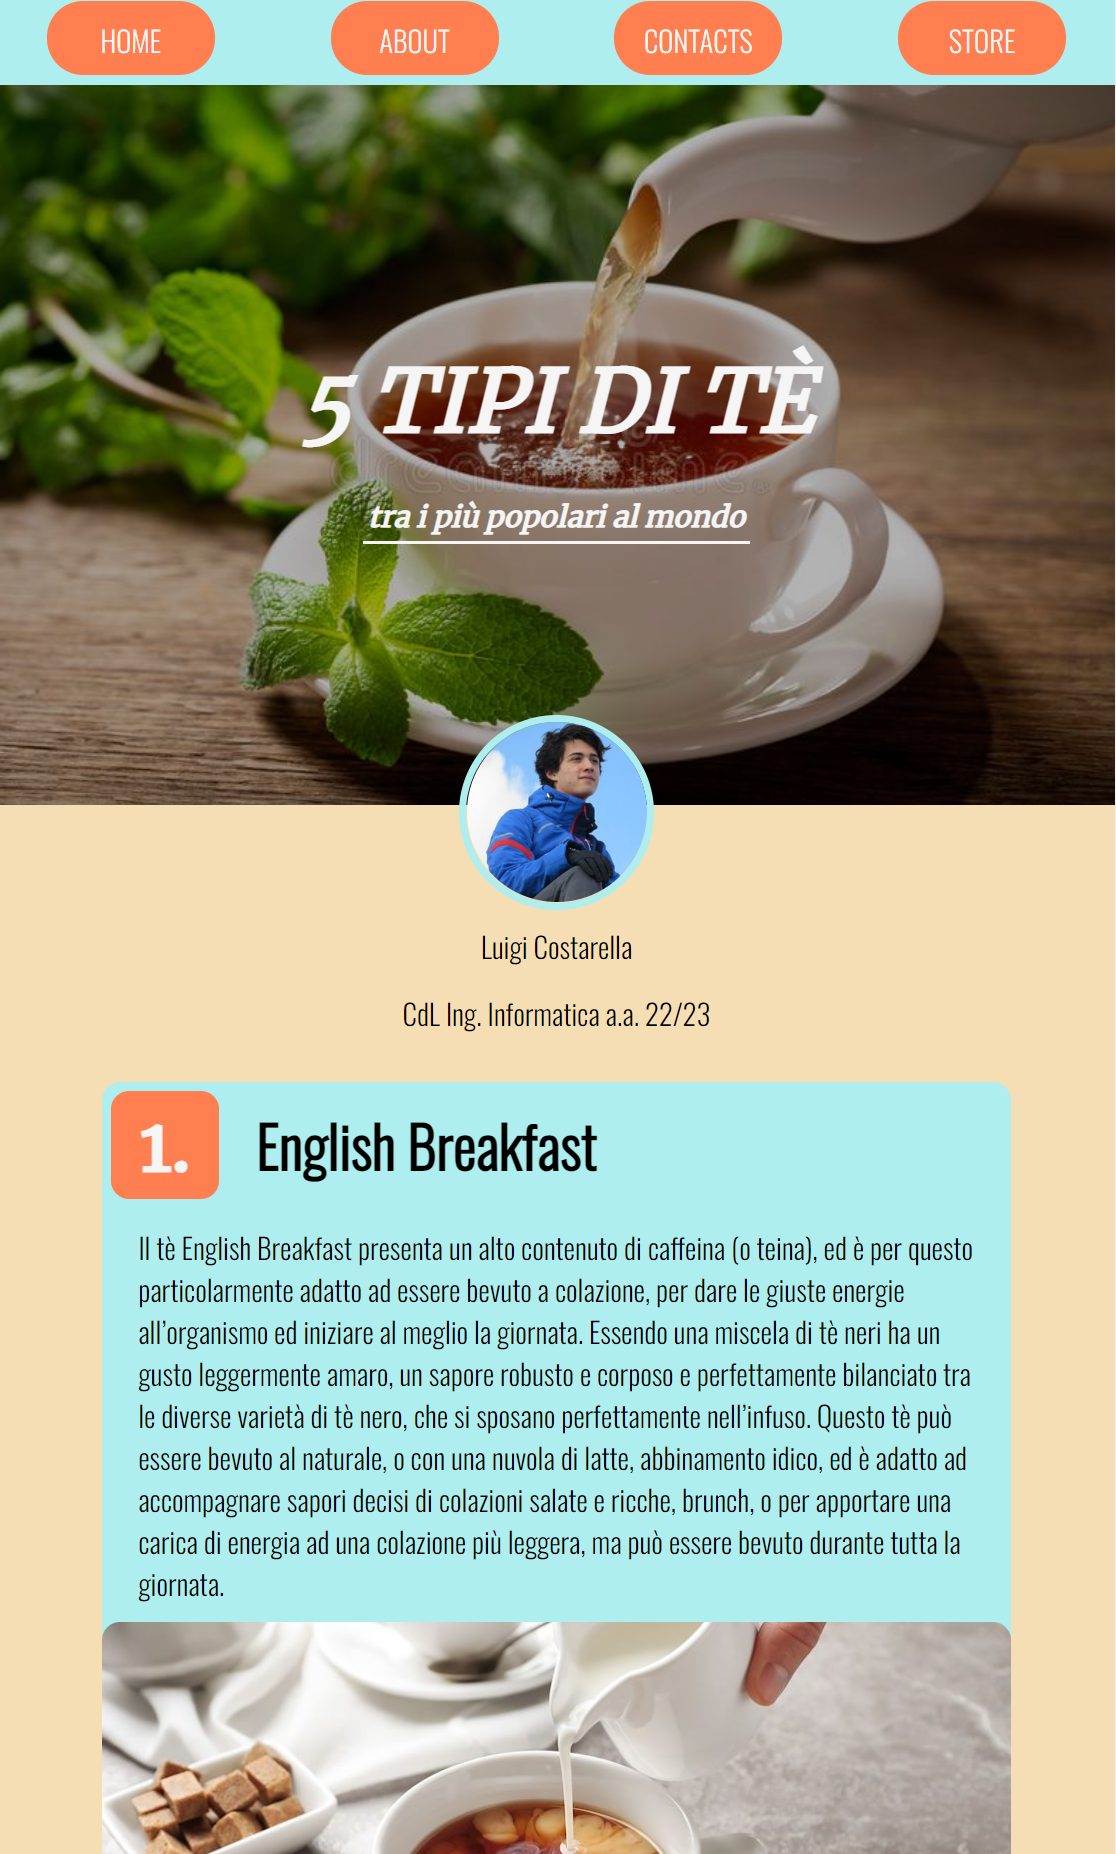 HOME
ABOUT
CONTACTS
STORE
5 TIPI DI TÈ
dreamstime
tra i più popolari al mondo
Luigi Costarella
CdL Ing. Informatica a.a. 22/23
1.
English Breakfast
Il tè English Breakfast presenta un alto contenuto di caffeina (o teina), ed è per questo
particolarmente adatto ad essere bevuto a colazione, per dare le giuste energie
all’organismo ed iniziare al meglio la giornata. Essendo una miscela di tè neri ha un
gusto leggermente amaro, un sapore robusto e corposo e perfettamente bilanciato tra
le diverse varietà di tè nero, che si sposano perfettamente nell’infuso. Questo tè può
essere bevuto al naturale, o con una nuvola di latte, abbinamento idico, ed è adatto ad
accompagnare sapori decisi di colazioni salate e ricche, brunch, o per apportare una
carica di energia ad una colazione più leggera, ma può essere bevuto durante tutta la
giornata.